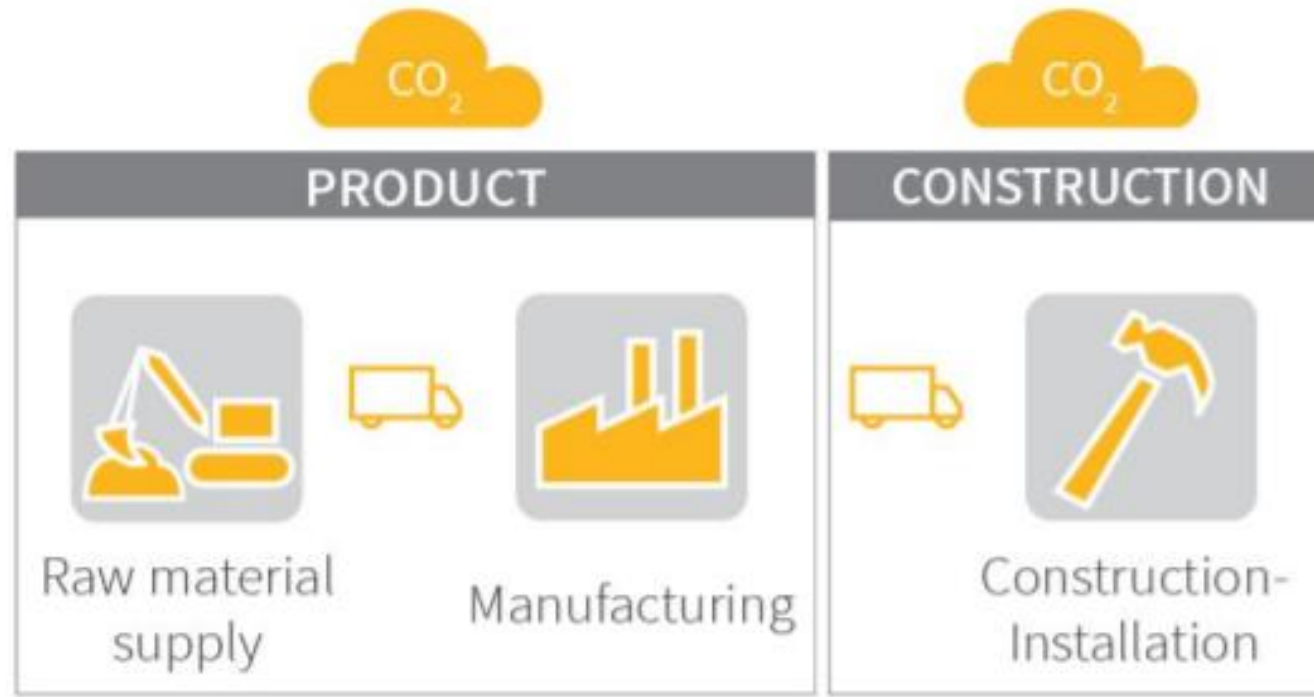 CO₂
CO₂
PRODUCT
CONSTRUCTION
Raw material
supply
Manufacturing
Construction-
Installation